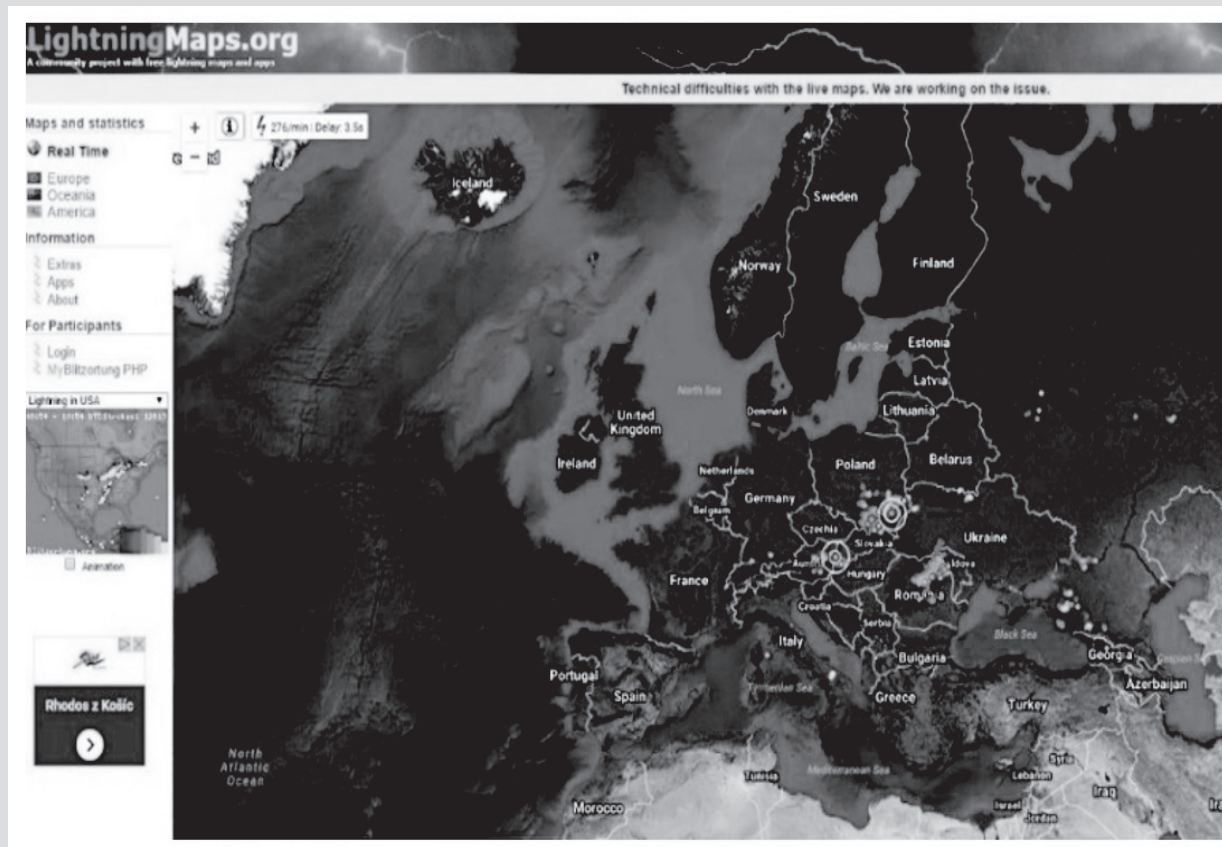 LightningMaps.org
A community project with free lightning maps and apps
Technical difficulties with the live maps. We are working on the issue.
Maps and statistics
Real Time
Europe
Oceania
America
Information
Extras
Apps
About
For Participants
Login
MyBlitzortung PHP
Lightning in USA
Animation
Rhodos z Košíc
+
276/min | Delay: 3.5s
−
Iceland
Sweden
Norway
Finland
Estonia
Baltic Sea
Latvia
North Sea
Denmark
Lithuania
United
Kingdom
Ireland
Netherlands
Poland
Belarus
Germany
Belgium
Czechia
Slovakia
Ukraine
Hungary
France
Romania
Croatia
Serbia
Italy
Black Sea
Bulgaria
Georgia
Portugal
Spain
Greece
Azerbaijan
Turkey
North
Atlantic
Ocean
Tunisia
Mediterranean Sea
Syria
Lebanon
Iraq
Israel
Jordan
Morocco